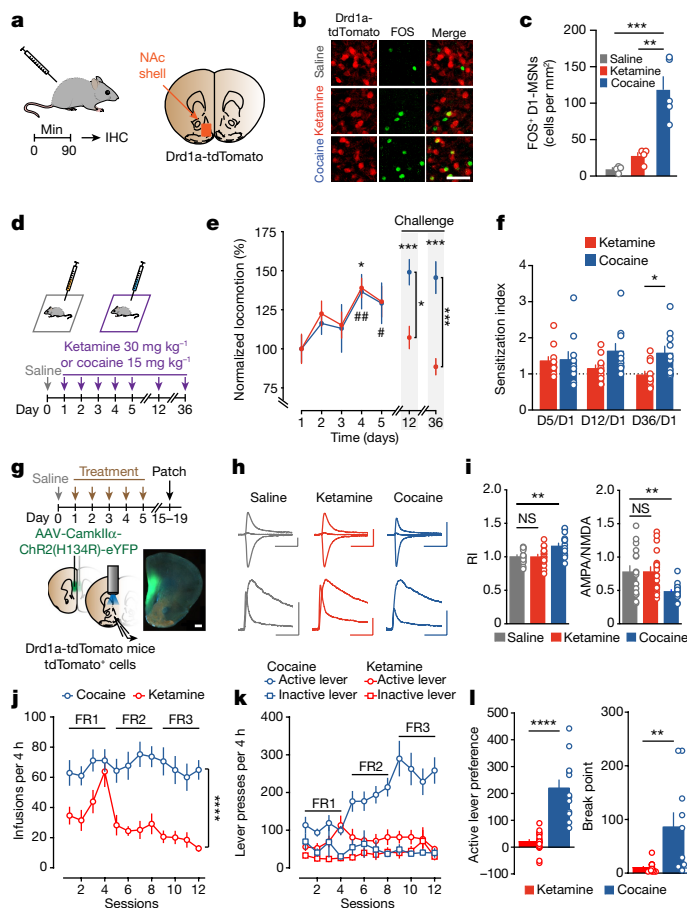 a
Min
0 90
IHC
NAc
shell
Drd1a-tdTomato
b
Drd1a-
tdTomato FOS Merge
Saline
Ketamine
Cocaine
c
FOS⁺ D1-MSNs
(cells per mm²)
200
150
100
50
0
***
**
Saline
Ketamine
Cocaine
d
Ketamine 30 mg kg⁻¹
or cocaine 15 mg kg⁻¹
Saline
Day 0 1 2 3 4 5 12 36
e
Normalized locomotion (%)
175
150
125
100
75
Challenge
*** ***
*
* ***
## #
1 2 3 4 5 12 36
Time (days)
f
Ketamine
Cocaine
Sensitization index
5
4
3
2
1
0
*
D5/D1 D12/D1 D36/D1
g
Saline Treatment Patch
Day 0 1 2 3 4 5 15–19
AAV-CamkIIα-
ChR2(H134R)-eYFP
Drd1a-tdTomato mice
tdTomato⁺ cells
h
Saline Ketamine Cocaine
i
RI
2.0
1.5
1.0
0.5
0
**
NS
AMPA/NMDA
2.0
1.5
1.0
0.5
0
**
NS
Saline Ketamine Cocaine
j
Cocaine Ketamine
FR1 FR2 FR3
Infusions per 4 h
100
80
60
40
20
0
****
2 4 6 8 10 12
Sessions
k
Cocaine Ketamine
Active lever Active lever
Inactive lever Inactive lever
FR1 FR2 FR3
Lever presses per 4 h
400
300
200
100
0
2 4 6 8 10 12
Sessions
l
Active lever preference
500
400
300
200
100
0
−100
****
Break point
300
200
100
0
**
Ketamine Cocaine